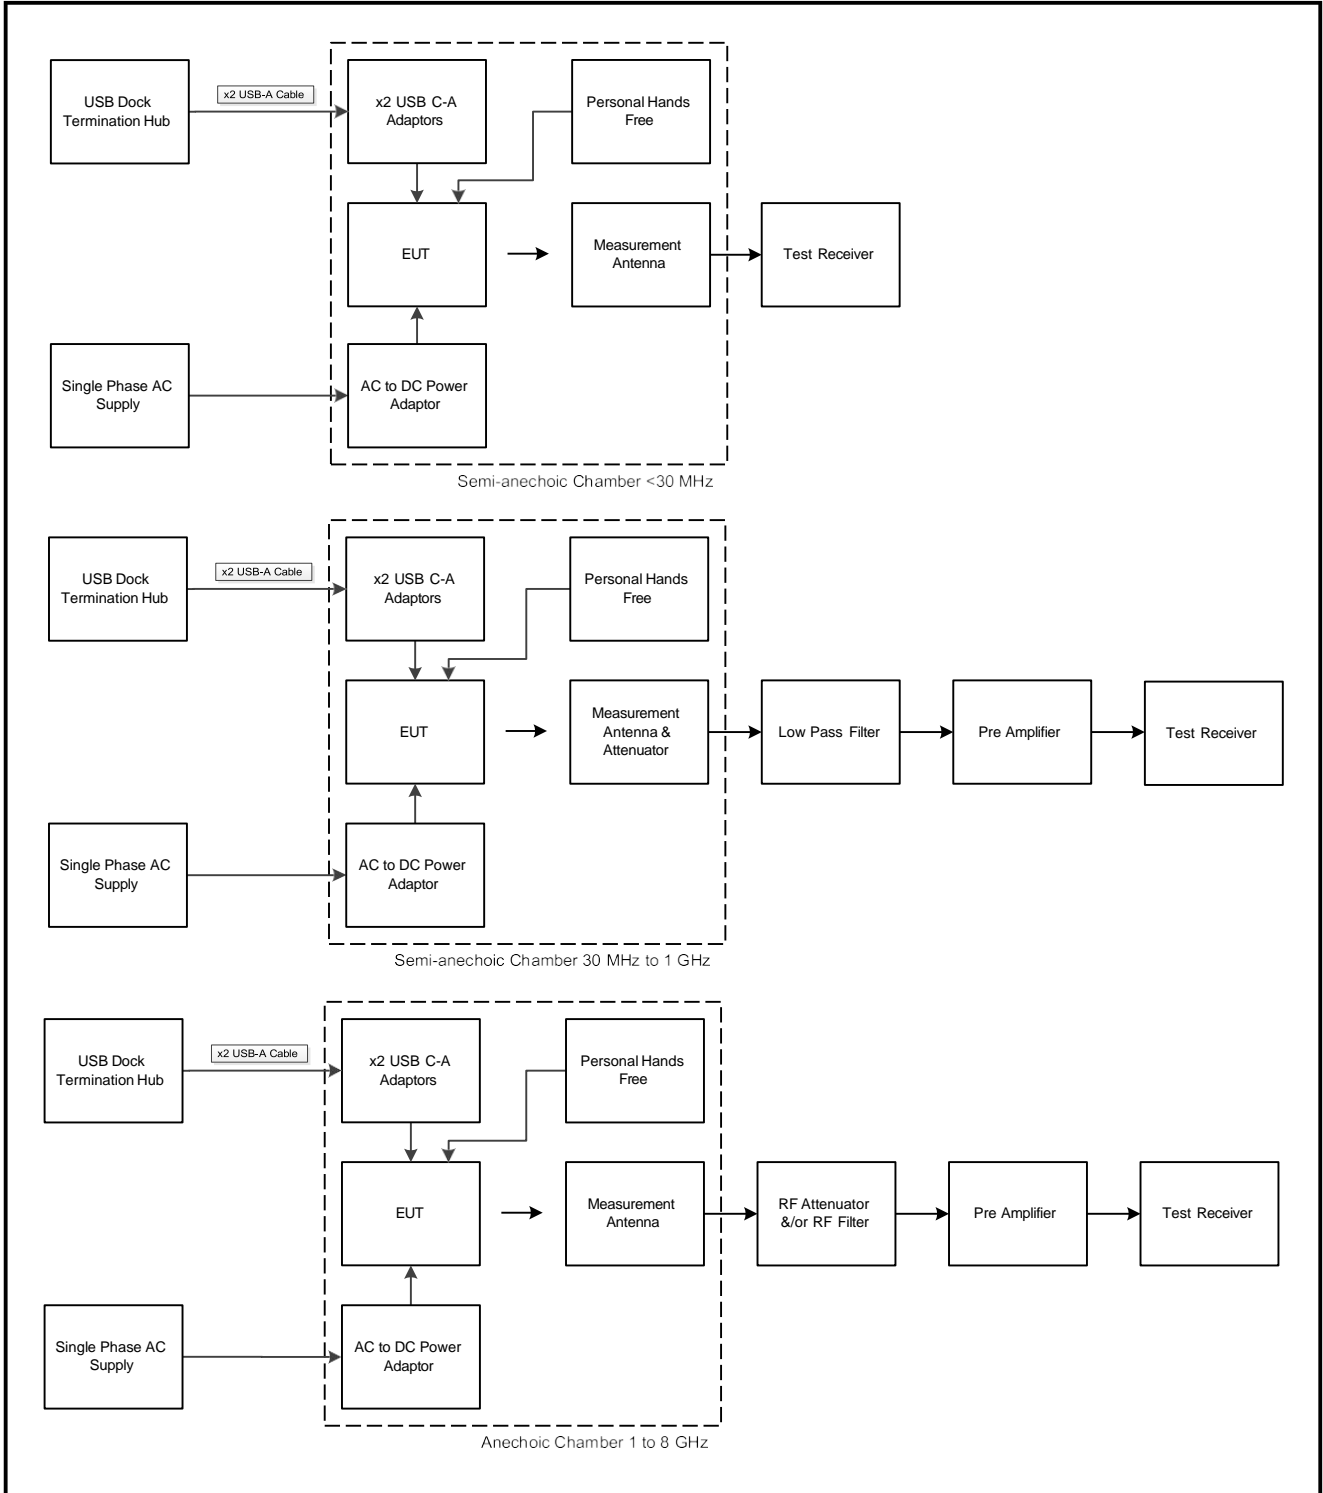 USB Dock
Termination Hub
x2 USB-A Cable
x2 USB C-A
Adaptors
Personal Hands
Free
EUT
Measurement
Antenna
Test Receiver
Single Phase AC
Supply
AC to DC Power
Adaptor
Semi-anechoic Chamber <30 MHz
USB Dock
Termination Hub
x2 USB-A Cable
x2 USB C-A
Adaptors
Personal Hands
Free
EUT
Measurement
Antenna &
Attenuator
Low Pass Filter
Pre Amplifier
Test Receiver
Single Phase AC
Supply
AC to DC Power
Adaptor
Semi-anechoic Chamber 30 MHz to 1 GHz
USB Dock
Termination Hub
x2 USB-A Cable
x2 USB C-A
Adaptors
Personal Hands
Free
EUT
Measurement
Antenna
RF Attenuator
&/or RF Filter
Pre Amplifier
Test Receiver
Single Phase AC
Supply
AC to DC Power
Adaptor
Anechoic Chamber 1 to 8 GHz